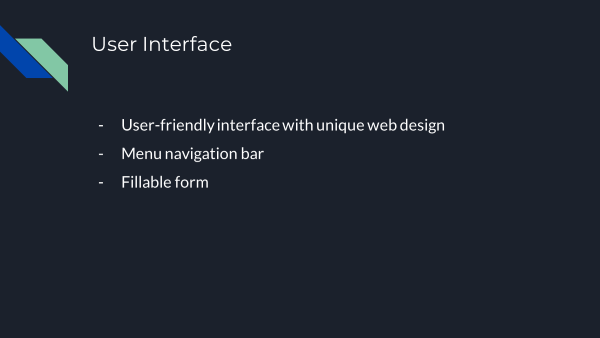 User Interface
- User-friendly interface with unique web design
- Menu navigation bar
- Fillable form